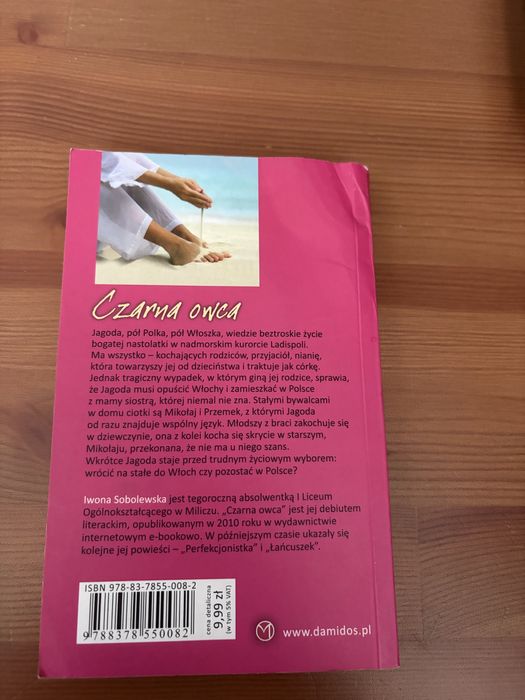 Czarna owca
Jagoda, pół Polka, pół Włoszka, wiedzie beztroskie życie
bogatej nastolatki w nadmorskim kurorcie Ladispoli.
Ma wszystko – kochających rodziców, przyjaciół, nianię,
która towarzyszy jej od dzieciństwa i traktuje jak córkę.
Jednak tragiczny wypadek, w którym giną jej rodzice, sprawia,
że Jagoda musi opuścić Włochy i zamieszkać w Polsce
z mamy siostrą, której niemal nie zna. Stałymi bywalcami
w domu ciotki są Mikołaj i Przemek, z którymi Jagoda
od razu znajduje wspólny język. Młodszy z braci zakochuje się
w dziewczynie, ona z kolei kocha się skrycie w starszym,
Mikołaju, przekonana, że nie ma u niego szans.
Wkrótce Jagoda staje przed trudnym życiowym wyborem:
wrócić na stałe do Włoch czy pozostać w Polsce?
Iwona Sobolewska jest tegoroczną absolwentką I Liceum
Ogólnokształcącego w Miliczu. „Czarna owca” jest jej debiutem
literackim, opublikowanym w 2010 roku w wydawnictwie
internetowym e-bookowo. W późniejszym czasie ukazały się
kolejne jej powieści – „Perfekcjonistka” i „Łańcuszek”.
ISBN 978-83-7855-008-2
9 788378 550082
cena detaliczna
9,99 zł
(w tym 5% VAT)
www.damidos.pl